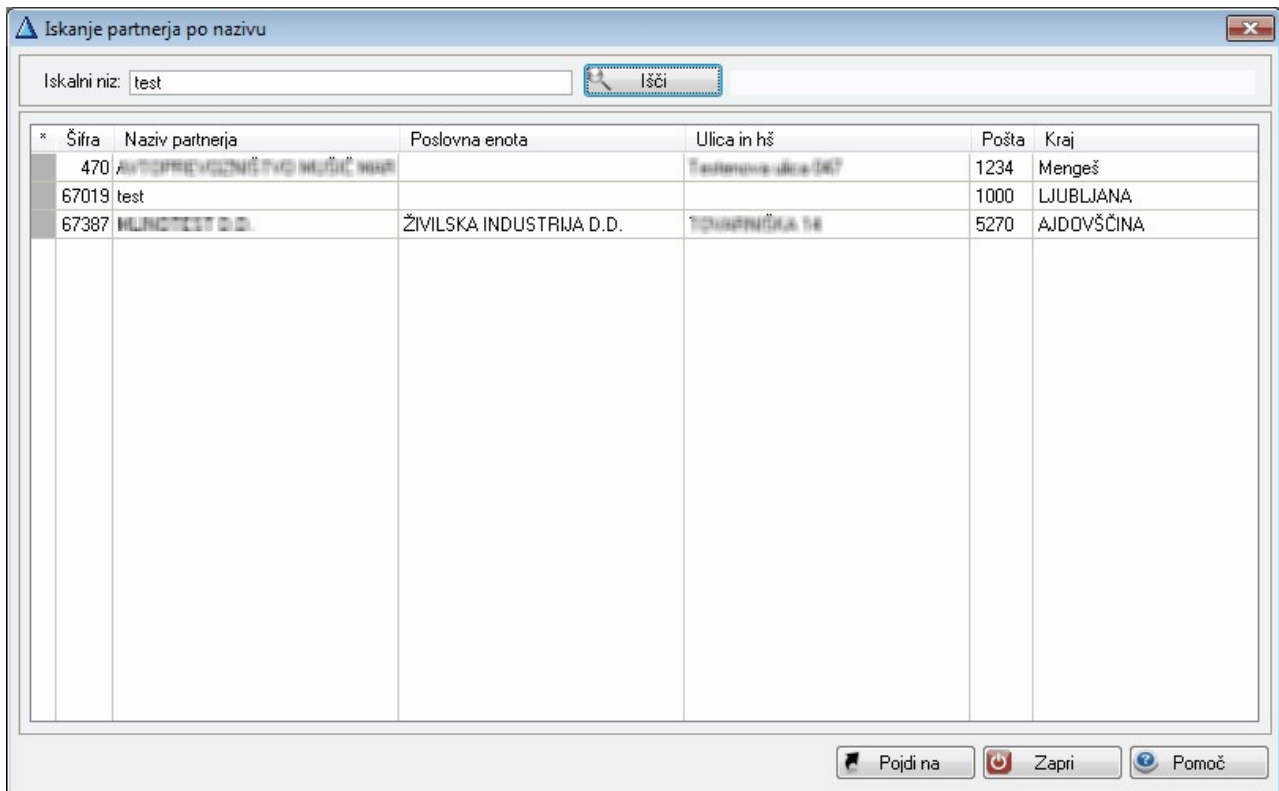 Iskanje partnerja po nazivu
Iskalni niz: test Išči
* Šifra Naziv partnerja Poslovna enota Ulica in hš Pošta Kraj
470 1234 Mengeš
67019 test 1000 LJUBLJANA
67387 ŽIVILSKA INDUSTRIJA D.D. 5270 AJDOVŠČINA
Pojdi na Zapri Pomoč